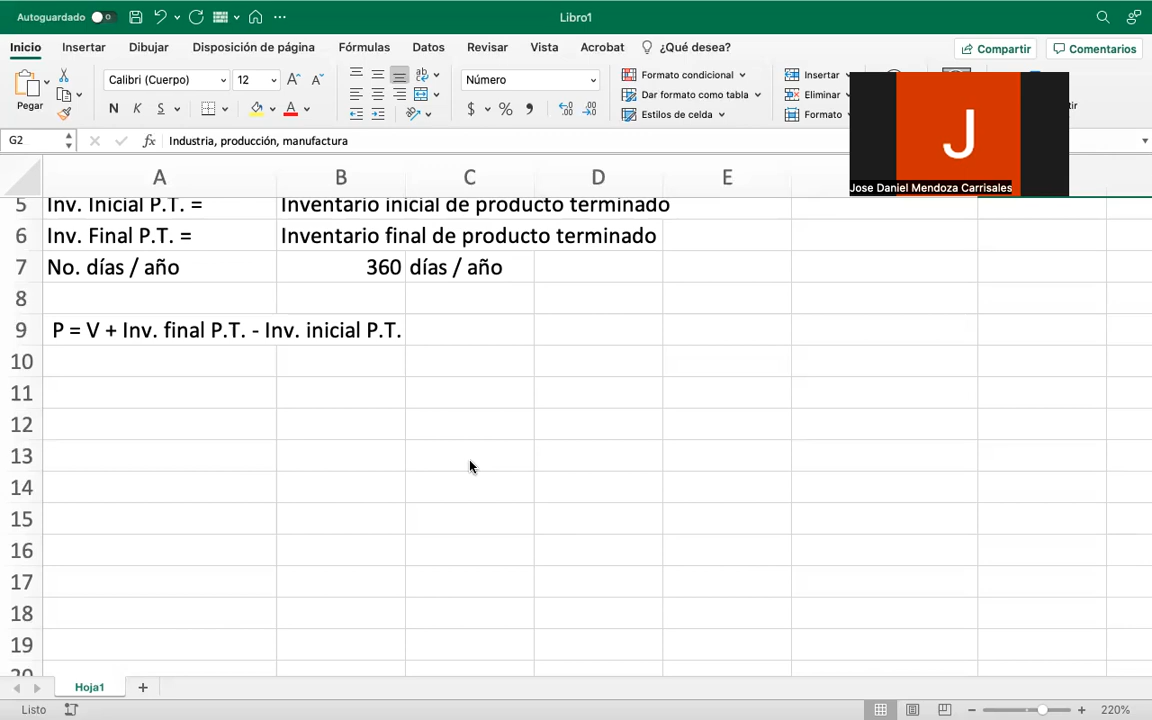 Autoguardado
Libro1
Inicio
Insertar
Dibujar
Disposición de página
Fórmulas
Datos
Revisar
Vista
Acrobat
¿Qué desea?
Compartir
Comentarios
Pegar
Calibri (Cuerpo)
12
N K S
Número
Formato condicional
Dar formato como tabla
Estilos de celda
Insertar
Eliminar
Formato
J
Jose Daniel Mendoza Carrisales
G2
fx
Industria, producción, manufactura
A B C D E
5 Inv. Inicial P.T. = Inventario inicial de producto terminado
6 Inv. Final P.T. = Inventario final de producto terminado
7 No. días / año 360 días / año
8
9 P = V + Inv. final P.T. - Inv. inicial P.T.
10
11
12
13
14
15
16
17
18
19
20
Hoja1
Listo
220%